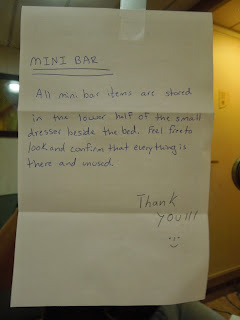 MINI BAR
All mini bar items are stored
in the lower half of the small
dresser beside the bed. Feel free to
look and confirm that everything is
there and unused.
Thank
you!!!